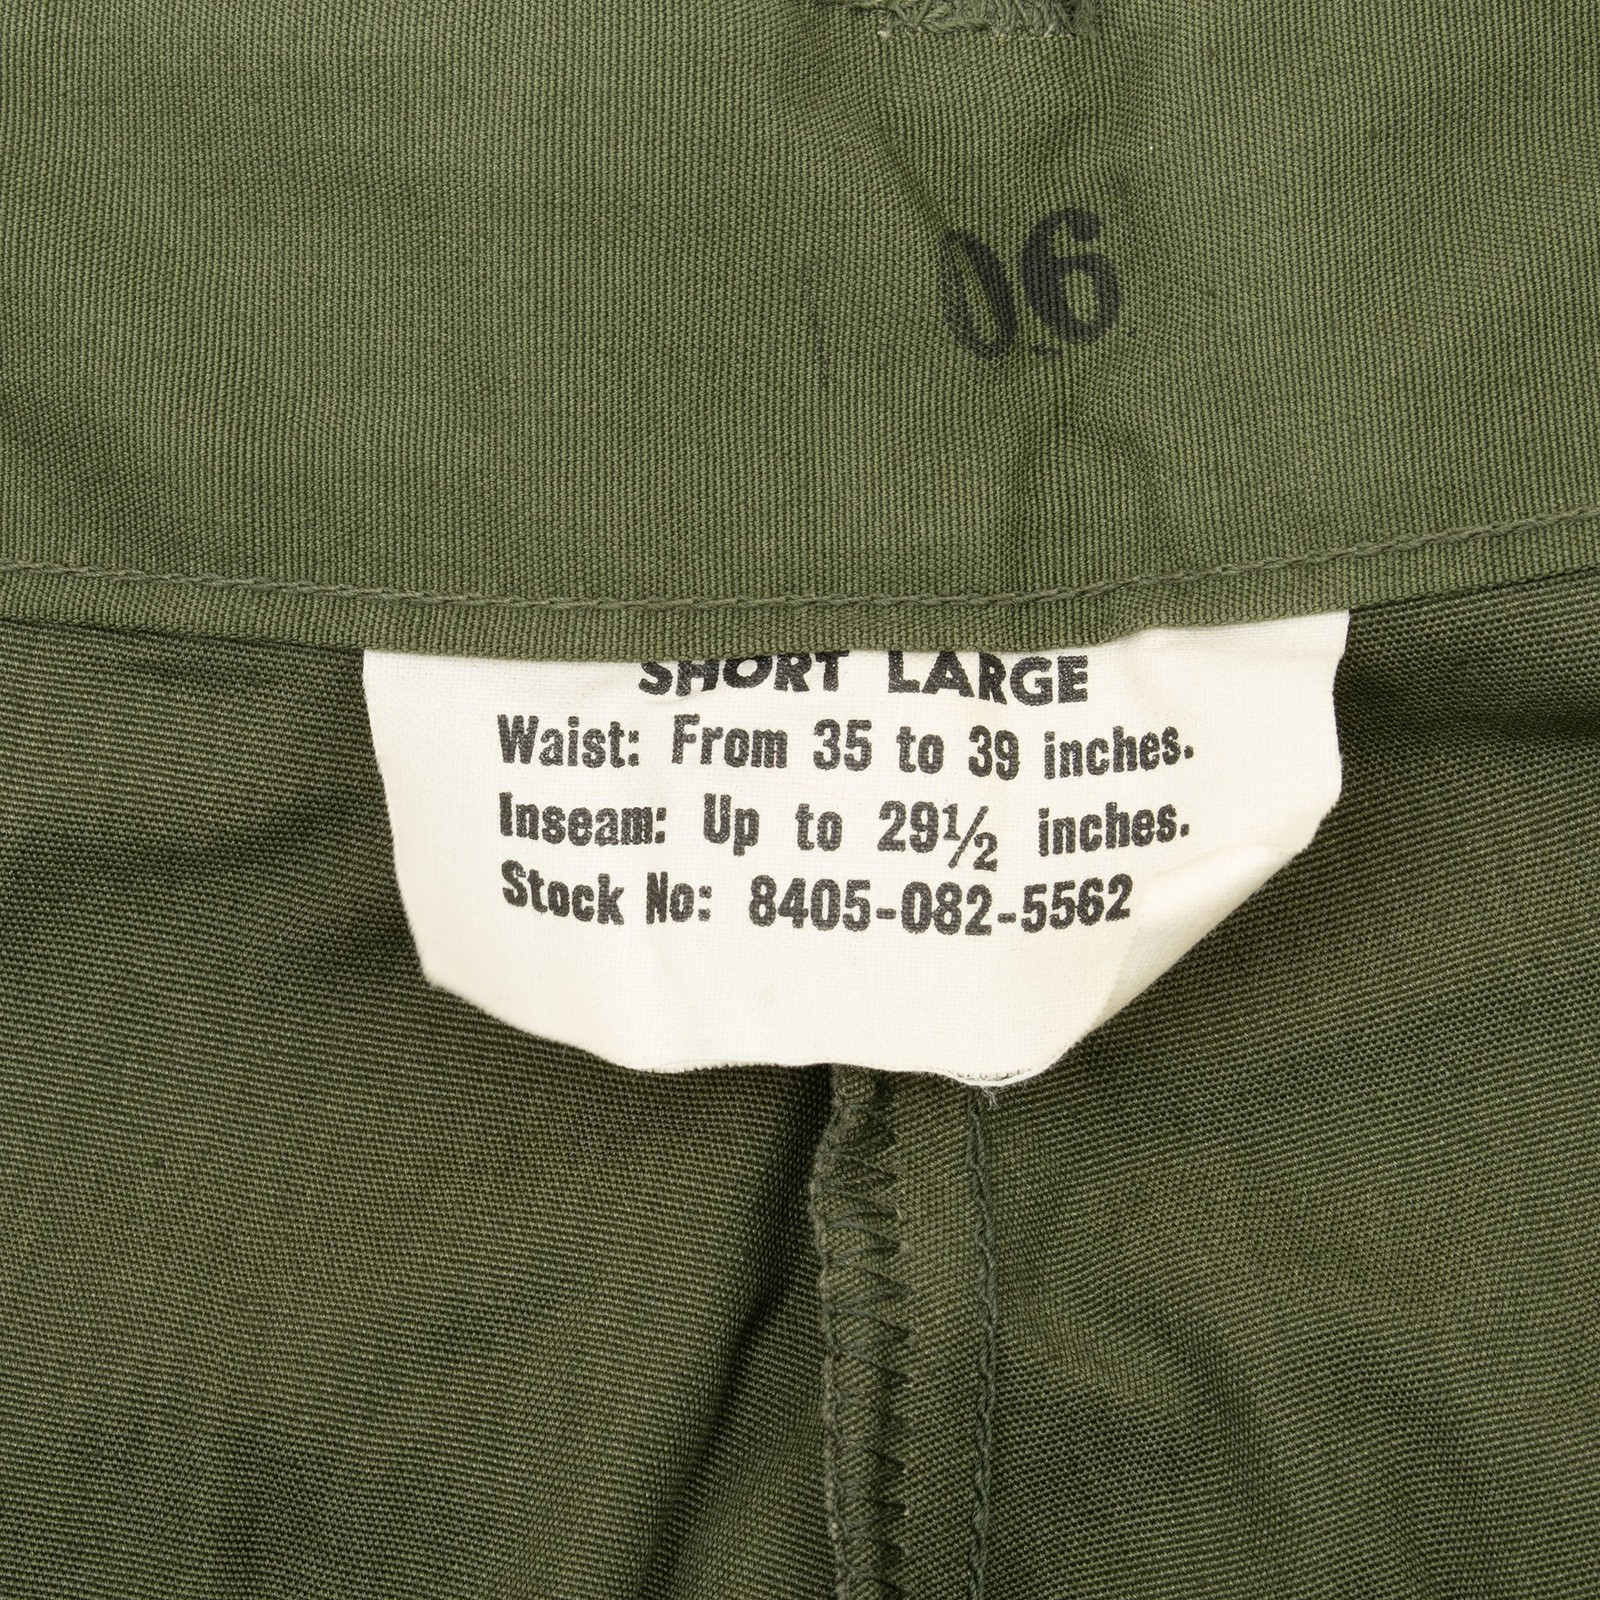 06
SHORT LARGE
Waist: From 35 to 39 inches.
Inseam: Up to 29½ inches.
Stock No: 8405-082-5562